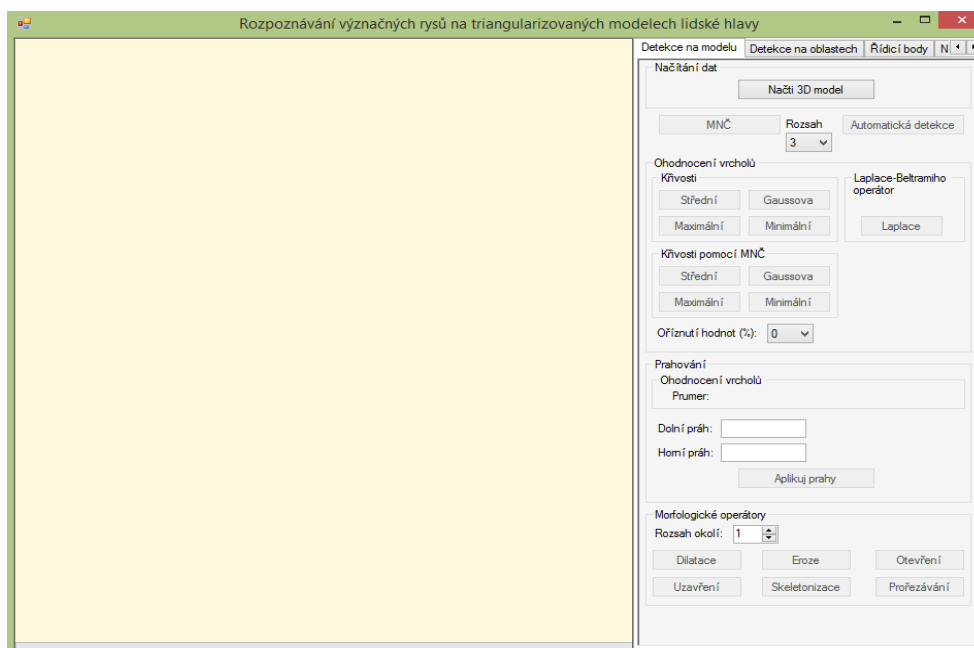 Rozpoznávání význačných rysů na triangularizovaných modelech lidské hlavy
Detekce na modelu Detekce na oblastech Řídicí body N
Načítání dat
Načti 3D model
MNČ Rozsah Automatická detekce
3
Ohodnocení vrcholů
Křivosti Laplace-Beltramiho
operátor
Střední Gaussova
Maximální Minimální Laplace
Křivosti pomocí MNČ
Střední Gaussova
Maximální Minimální
Oříznutí hodnot (%): 0
Prahování
Ohodnocení vrcholů
Prumer:
Dolní práh:
Horní práh:
Aplikuj prahy
Morfologické operátory
Rozsah okolí: 1
Dilatace Eroze Otevření
Uzavření Skeletonizace Prořezávání